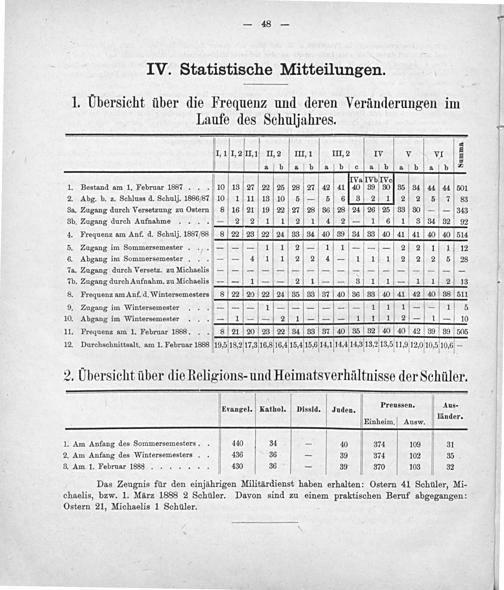 — 48 —
IV. Statistische Mitteilungen.
1. Übersicht über die Frequenz und deren Veränderungen im
Laufe des Schuljahres.
I, 1 I, 2 II, 1 II, 2 III, 1 III, 2 IV V VI Summa
a b a b a b c a b a b a b
IVa IVb IVc
1. Bestand am 1. Februar 1887 . . . 10 13 27 22 25 28 27 42 41 40 39 30 35 34 44 44 501
2. Abg. b. z. Schluss d. Schulj. 1886/87 10 1 11 13 10 5 — 5 6 3 2 1 2 2 5 7 83
3a. Zugang durch Versetzung zu Ostern 8 16 21 19 22 27 28 36 28 24 26 25 33 30 — — 343
3b. Zugang durch Aufnahme . . . . — 2 2 1 1 2 1 4 2 — 1 6 1 3 34 32 92
4. Frequenz am Anf. d. Schulj. 1887/88 8 22 23 22 24 33 34 40 39 34 33 40 41 41 40 40 514
5. Zugang im Sommersemester . . . — — — 1 1 2 — 1 1 — — — 2 2 1 1 12
6. Abgang im Sommersemester . . . — — 4 1 1 2 2 4 — 1 1 1 2 2 2 5 28
7a. Zugang durch Versetz. zu Michaelis — — — — — — — — — — — — — — — — —
7b. Zugang durch Aufnahm. zu Michaelis — — 1 — — 2 1 — — 3 1 1 — 1 1 2 13
8. Frequenz am Anf. d. Wintersemesters 8 22 20 22 24 35 33 37 40 36 33 40 41 42 40 38 511
9. Zugang im Wintersemester . . . — — — 1 — — — — — — 1 1 — — — 1 5
10. Abgang im Wintersemester . . . — 1 — — 2 1 — — — 1 1 1 1 2 1 — 10
11. Frequenz am 1. Februar 1888 . . . 8 21 20 23 22 34 33 37 40 35 32 40 40 42 39 39 505
12. Durchschnittsalt. am 1. Februar 1888 19,5 18,2 17,3 16,8 16,4 15,4 15,6 14,1 14,4 14,3 13,2 13,5 11,9 12,0 10,5 10,6 —
2. Übersicht über die Religions- und Heimatsverhältnisse der Schüler.
Evangel. Kathol. Dissid. Juden. Preussen. Aus-
Einheim. Ausw. länder.
1. Am Anfang des Sommersemesters . . 440 34 — 40 374 109 31
2. Am Anfang des Wintersemesters . . 436 36 — 39 374 102 35
3. Am 1. Februar 1888 . . . . . . . 430 36 — 39 370 103 32
Das Zeugnis für den einjährigen Militärdienst haben erhalten: Ostern 41 Schüler, Mi-
chaelis, bzw. 1. März 1888 2 Schüler. Davon sind zu einem praktischen Beruf abgegangen:
Ostern 21, Michaelis 1 Schüler.